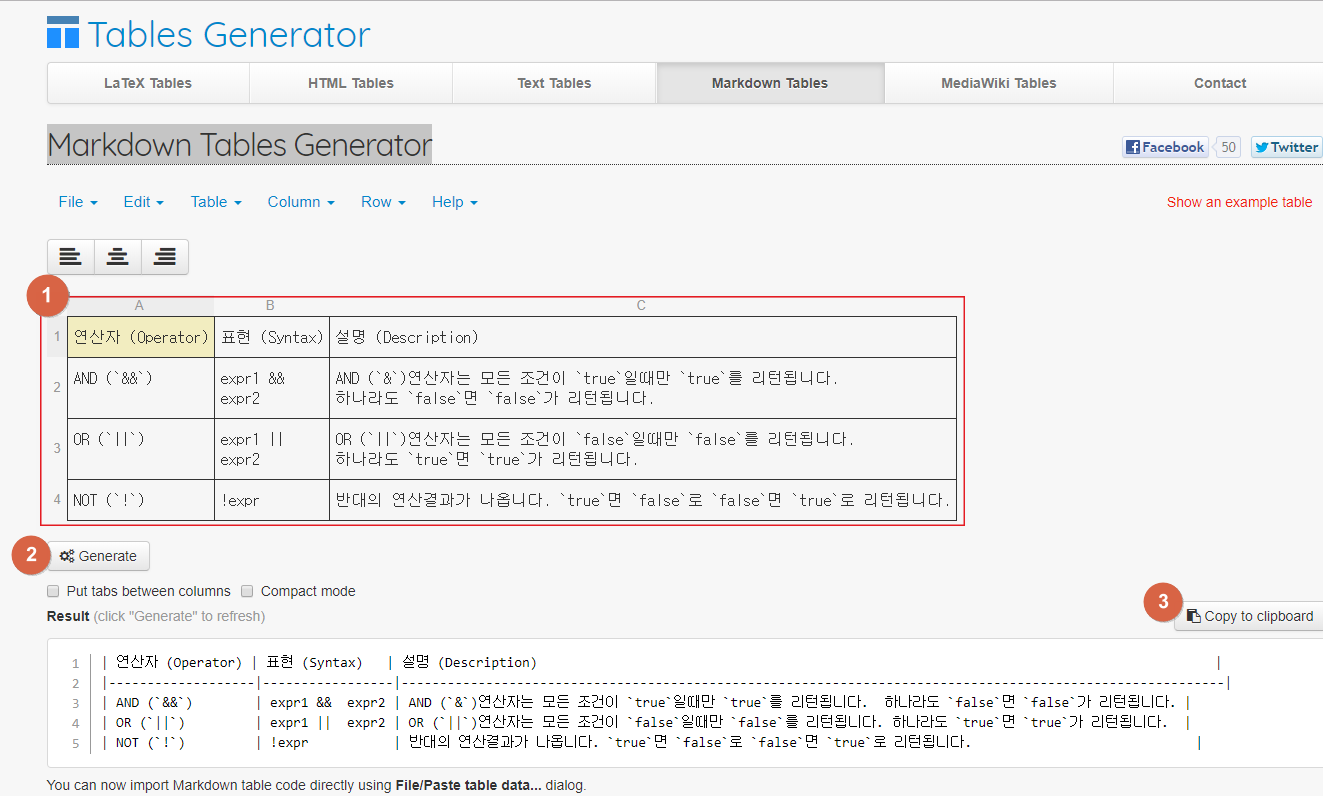 Tables Generator
LaTeX Tables HTML Tables Text Tables Markdown Tables MediaWiki Tables Contact
Markdown Tables Generator
Facebook 50 Twitter
File Edit Table Column Row Help
Show an example table
1
A B C
1 연산자 (Operator) 표현 (Syntax) 설명 (Description)
2 AND (`&&`) expr1 && AND (`&`)연산자는 모든 조건이 `true`일때만 `true`를 리턴됩니다.
expr2 하나라도 `false`면 `false`가 리턴됩니다.
3 OR (`||`) expr1 || OR (`||`)연산자는 모든 조건이 `false`일때만 `false`를 리턴됩니다.
expr2 하나라도 `true`면 `true`가 리턴됩니다.
4 NOT (`!`) !expr 반대의 연산결과가 나옵니다. `true`면 `false`로 `false`면 `true`로 리턴됩니다.
2 Generate
Put tabs between columns Compact mode
3 Copy to clipboard
Result (click "Generate" to refresh)
1 | 연산자 (Operator) | 표현 (Syntax) | 설명 (Description) |
2 |------------------|----------------|-------------------------------------------------------------------------------------------------------|
3 | AND (`&&`) | expr1 && expr2 | AND (`&`)연산자는 모든 조건이 `true`일때만 `true`를 리턴됩니다. 하나라도 `false`면 `false`가 리턴됩니다. |
4 | OR (`||`) | expr1 || expr2 | OR (`||`)연산자는 모든 조건이 `false`일때만 `false`를 리턴됩니다. 하나라도 `true`면 `true`가 리턴됩니다. |
5 | NOT (`!`) | !expr | 반대의 연산결과가 나옵니다. `true`면 `false`로 `false`면 `true`로 리턴됩니다. |
You can now import Markdown table code directly using File/Paste table data... dialog.